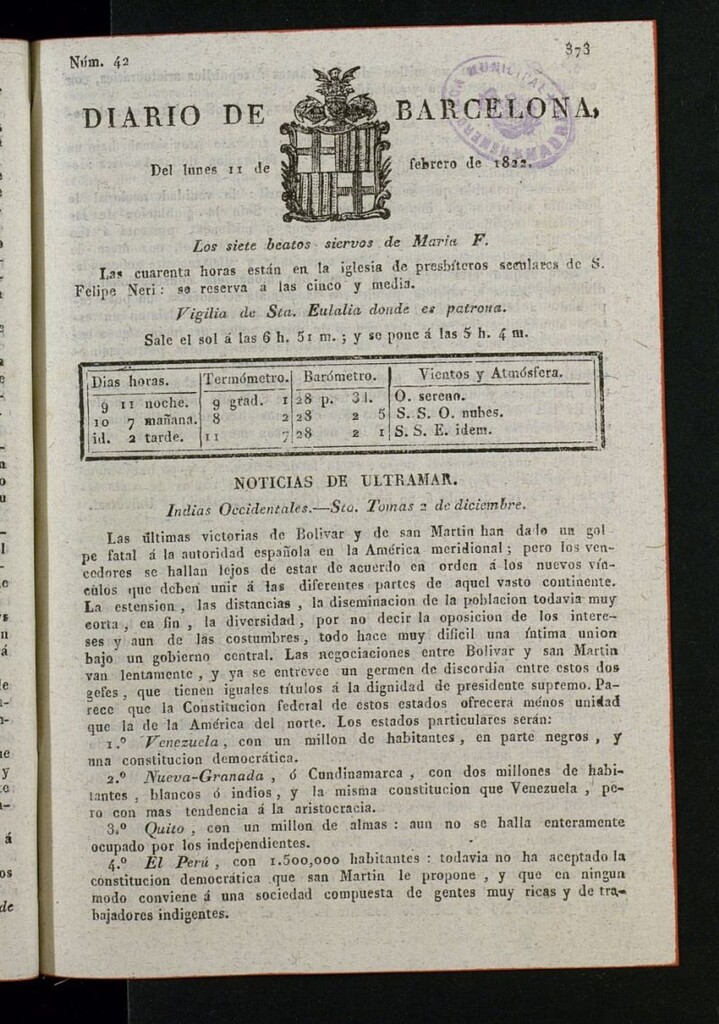 Núm. 42
373
DIARIO DE BARCELONA,
Del lunes 11 de febrero de 1822.
Los siete beatos siervos de Maria F.
Las cuarenta horas están en la iglesia de presbíteros seculares de S.
Felipe Neri: se reserva a las cinco y media.
Vigilia de Sta. Eulalia donde es patrona.
Sale el sol á las 6 h. 51 m. ; y se pone á las 5 h. 4 m.
Dias horas. Termómetro. Barómetro. Vientos y Atmósfera.
9 11 noche. 9 grad. 1 28 p. 3 l. O. sereno.
10 7 mañana. 8 2 28 2 5 S. S. O. nubes.
id. 2 tarde. 11 7 28 2 1 S. S. E. idem.
NOTICIAS DE ULTRAMAR.
Indias Occidentales.—Sto. Tomas 2 de diciembre.
Las últimas victorias de Bolivar y de san Martin han dado un gol
pe fatal á la autoridad española en la América meridional ; pero los ven-
cedores se hallan lejos de estar de acuerdo en orden á los nuevos vín-
culos que deben unir á las diferentes partes de aquel vasto continente.
La estension , las distancias , la diseminacion de la poblacion todavia muy
corta , en fin , la diversidad , por no decir la oposicion de los intere-
ses y aun de las costumbres , todo hace muy dificil una íntima union
bajo un gobierno central. Las negociaciones entre Bolivar y san Martin
van lentamente , y ya se entrevee un germen de discordia entre estos dos
gefes , que tienen iguales títulos á la dignidad de presidente supremo. Pa-
rece que la Constitucion federal de estos estados ofrecerá ménos unidad
que la de la América del norte. Los estados particulares serán:
1.º Venezuela, con un millon de habitantes , en parte negros , y
una constitucion democrática.
2.º Nueva-Granada , ó Cundinamarca , con dos millones de habi-
tantes , blancos ó indios , y la misma constitucion que Venezuela , pe-
ro con mas tendencia á la aristocracia.
3.º Quito , con un millon de almas : aun no se halla enteramente
ocupado por los independientes.
4.º El Perú , con 1.500,000 habitantes : todavia no ha aceptado la
constitucion democrática que san Martin le propone , y que en ningun
modo conviene á una sociedad compuesta de gentes muy ricas y de tra-
bajadores indigentes.